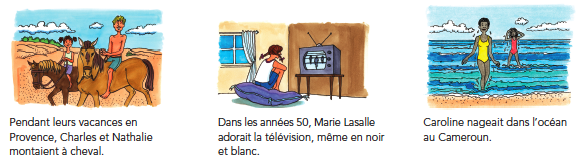 Pendant leurs vacances en
Provence, Charles et Nathalie
montaient à cheval.
Dans les années 50, Marie Lasalle
adorait la télévision, même en noir
et blanc.
Caroline nageait dans l'océan
au Cameroun.